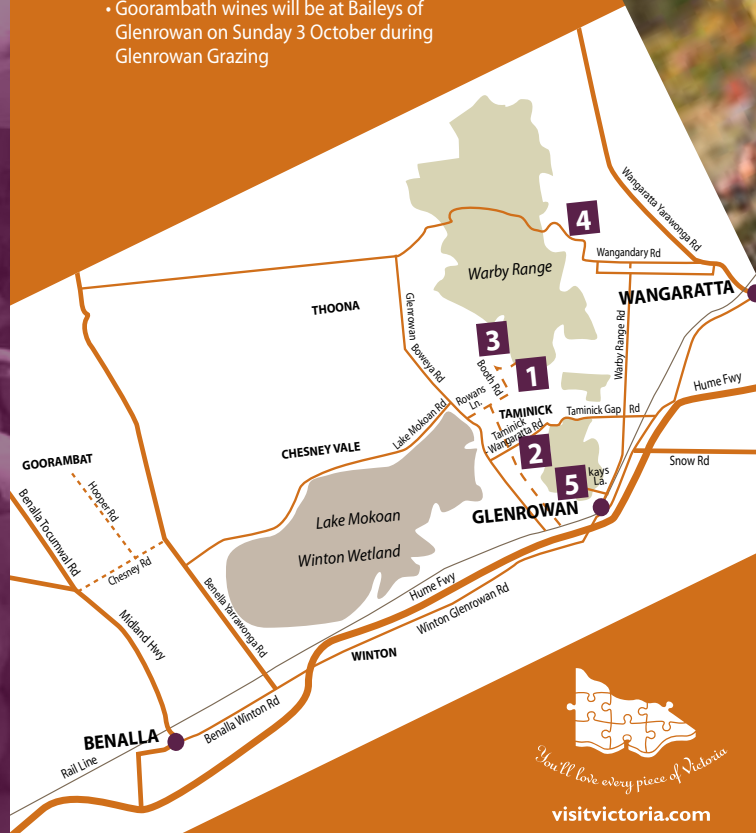 • Goorambath wines will be at Baileys of
Glenrowan on Sunday 3 October during
Glenrowan Grazing
Wangaratta Yarawonga Rd
4
Wangandary Rd
Warby Range
WANGARATTA
THOONA
Glenrowan
Boweya Rd
3
Booth Rd
1
Warby Range Rd
Hume Fwy
Rowans
Ln.
TAMINICK
Taminick Gap Rd
Lake Mokoan Rd
Taminick
- Wangaratta Rd
CHESNEY VALE
2
GOORAMBAT
Snow Rd
kays
La.
5
Hooper Rd
Benalla Tocumwal Rd
GLENROWAN
Lake Mokoan
Winton Wetland
Chesney Rd
Benella Yarrawonga Rd
Hume Fwy
Winton Glenrowan Rd
Midland Hwy
WINTON
Benalla Winton Rd
BENALLA
Rail Line
You'll love every piece of Victoria
visitvictoria.com